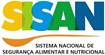 SISAN
SISTEMA NACIONAL DE
SEGURANÇA ALIMENTAR E NUTRICIONAL